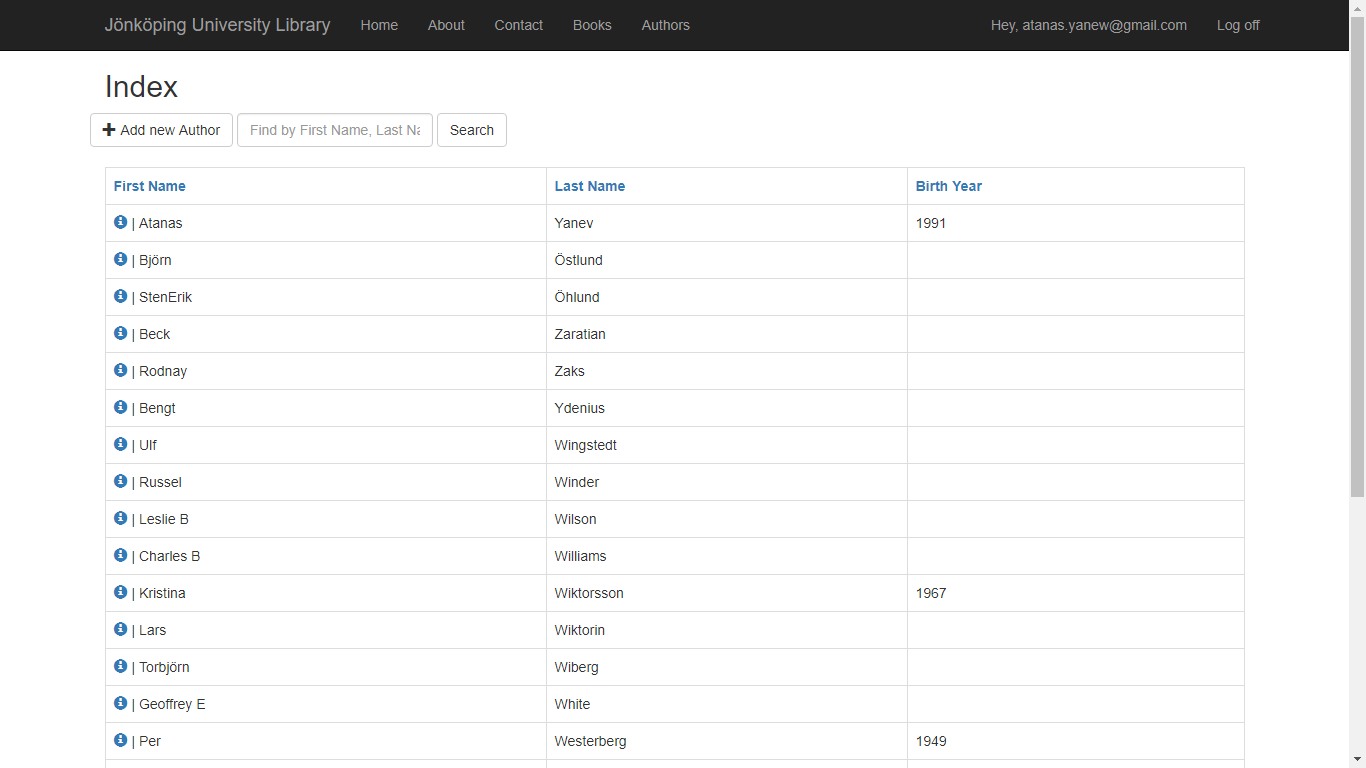 Jönköping University Library Home About Contact Books Authors Hey, atanas.yanew@gmail.com Log off
Index
Add new Author Find by First Name, Last Na Search
First Name Last Name Birth Year
| Atanas Yanev 1991
| Björn Östlund
| StenErik Öhlund
| Beck Zaratian
| Rodnay Zaks
| Bengt Ydenius
| Ulf Wingstedt
| Russel Winder
| Leslie B Wilson
| Charles B Williams
| Kristina Wiktorsson 1967
| Lars Wiktorin
| Torbjörn Wiberg
| Geoffrey E White
| Per Westerberg 1949